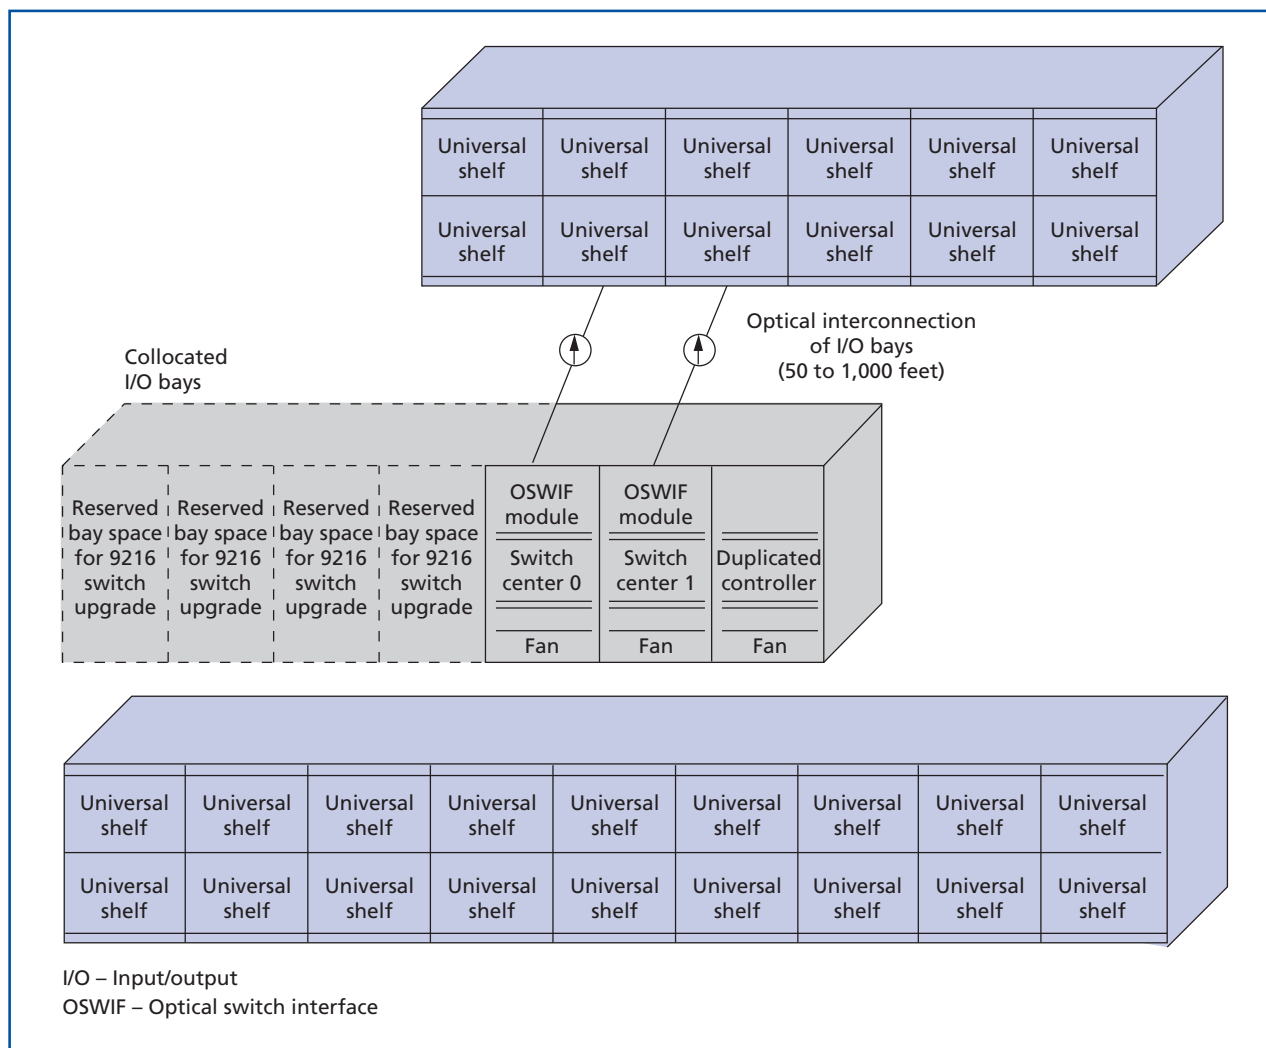 Universal Universal Universal Universal Universal Universal
shelf shelf shelf shelf shelf shelf
Universal Universal Universal Universal Universal Universal
shelf shelf shelf shelf shelf shelf
Optical interconnection
of I/O bays
(50 to 1,000 feet)
Collocated
I/O bays
Reserved
bay space
for 9216
switch
upgrade
Reserved
bay space
for 9216
switch
upgrade
Reserved
bay space
for 9216
switch
upgrade
Reserved
bay space
for 9216
switch
upgrade
OSWIF
module
Switch
center 0
Fan
OSWIF
module
Switch
center 1
Fan
Duplicated
controller
Fan
Universal Universal Universal Universal Universal Universal Universal Universal Universal
shelf shelf shelf shelf shelf shelf shelf shelf shelf
Universal Universal Universal Universal Universal Universal Universal Universal Universal
shelf shelf shelf shelf shelf shelf shelf shelf shelf
I/O – Input/output
OSWIF – Optical switch interface